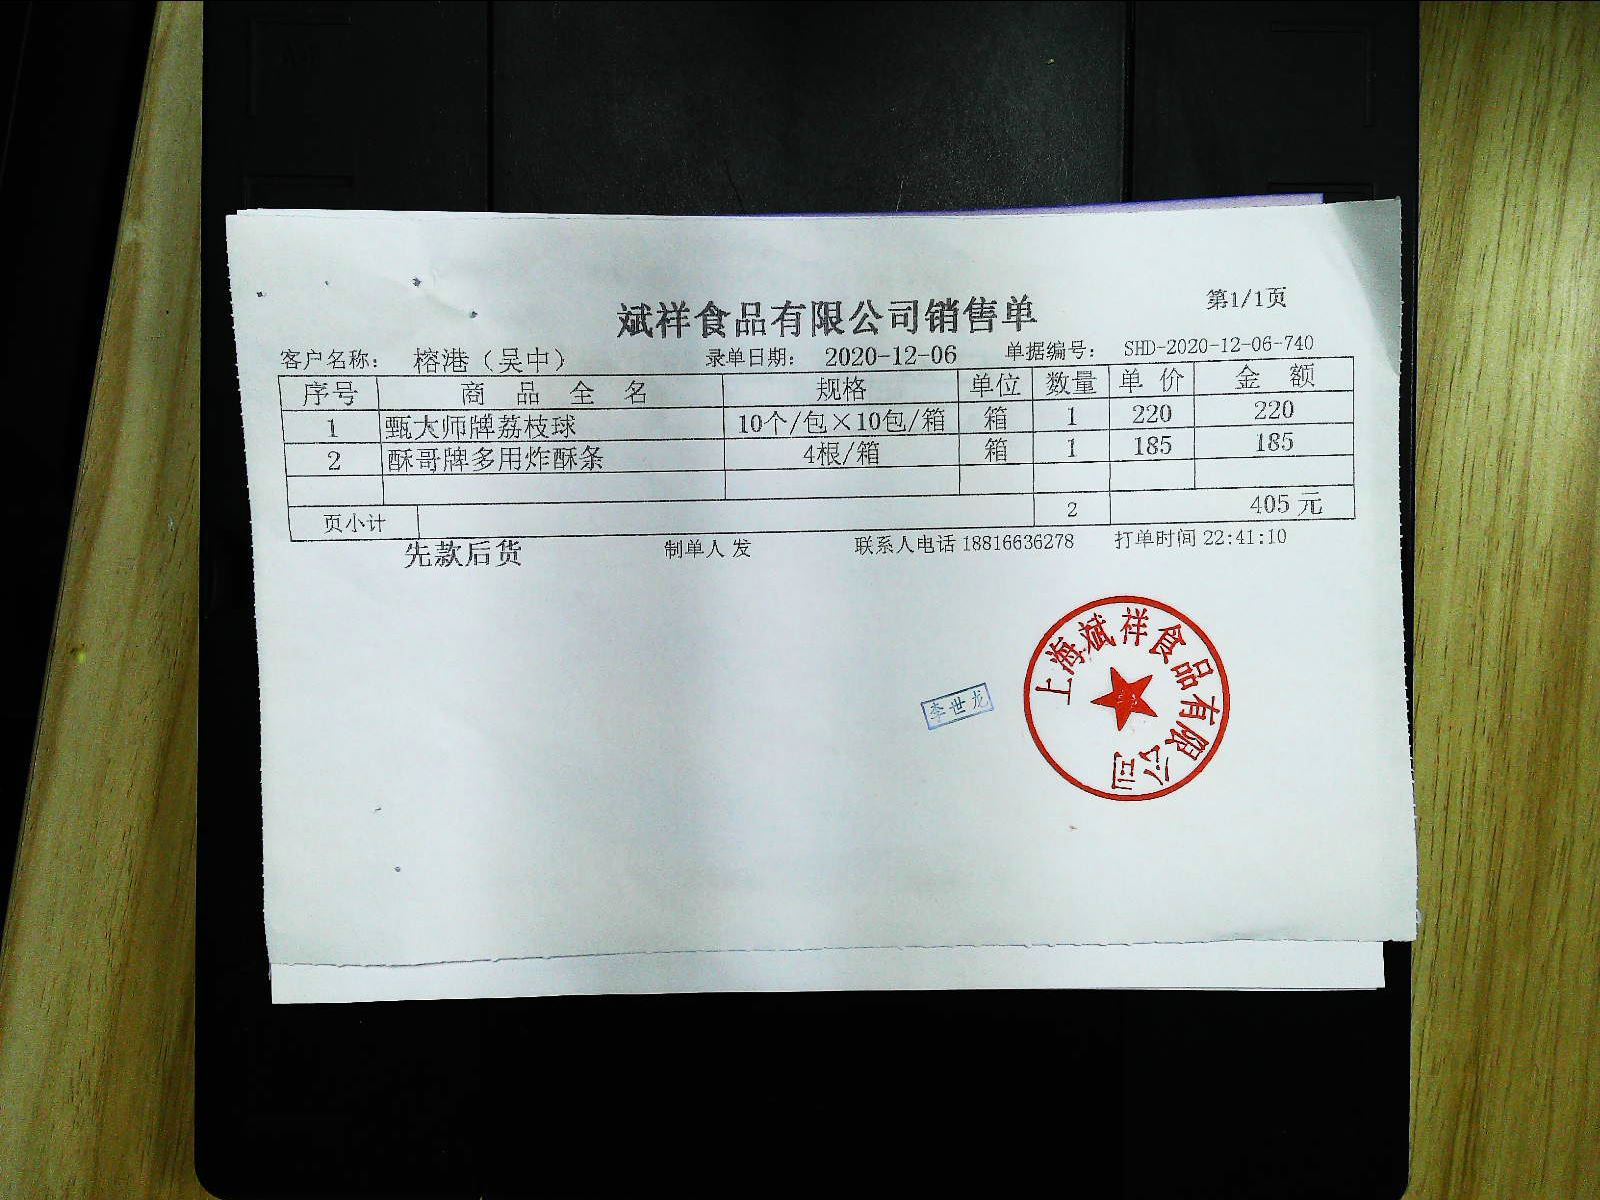 第1/1页
斌祥食品有限公司销售单
客户名称： 榕港（吴中） 录单日期： 2020-12-06 单据编号： SHD-2020-12-06-740
序号 商品全名 规格 单位 数量 单价 金额
1 甄大师牌荔枝球 10个/包×10包/箱 箱 1 220 220
2 酥哥牌多用炸酥条 4根/箱 箱 1 185 185
页小计 2 405 元
先款后货 制单人 发 联系人电话 18816636278 打单时间 22:41:10
上海斌祥食品有限公司
李世龙